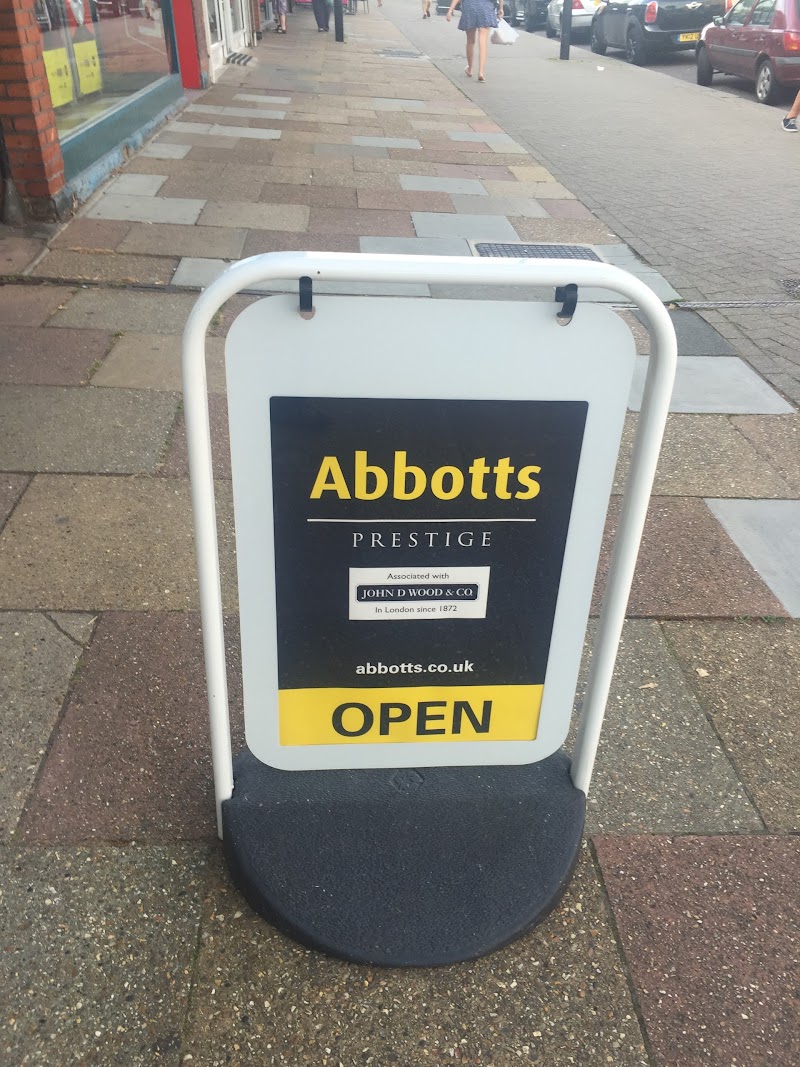 Abbotts
PRESTIGE
Associated with
JOHN D WOOD & CO.
In London since 1872
abbotts.co.uk
OPEN